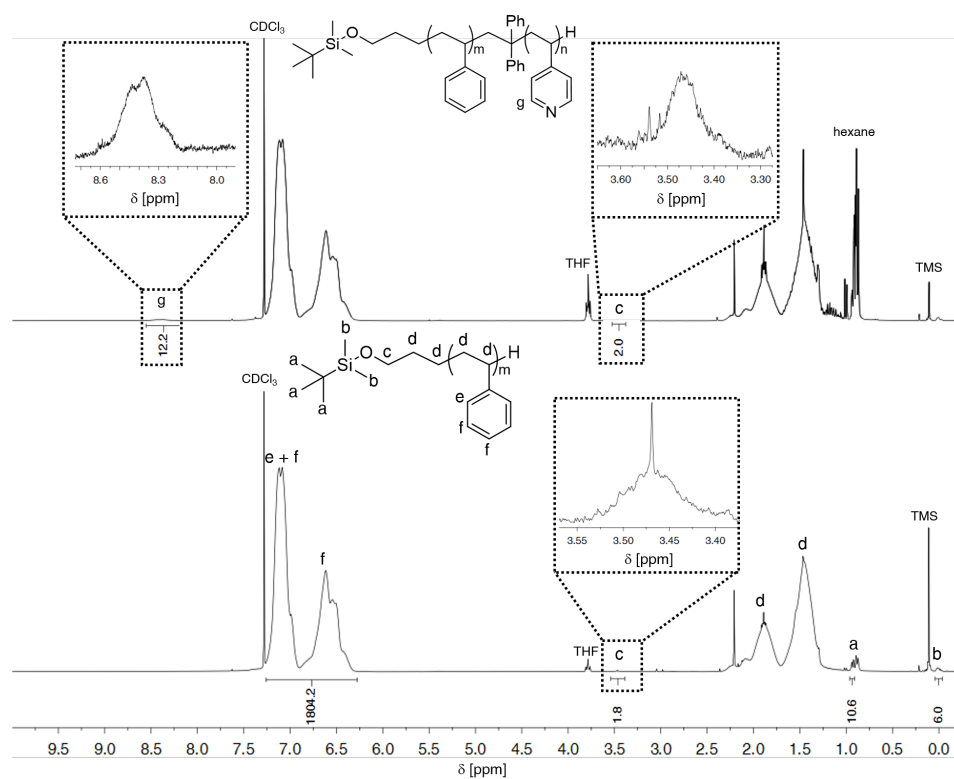 CDCl3
Si
O
m
Ph
Ph
n
H
g
N
8.6 8.3 8.0
δ [ppm]
3.60 3.50 3.40 3.30
δ [ppm]
hexane
THF
TMS
g
12.2
c
2.0
CDCl3
a
a
a
Si
b
b
O
c
d
d
d
d
m
H
e
f
f
e + f
f
3.55 3.50 3.45 3.40
δ [ppm]
THF
c
d
d
a
b
TMS
1804.2
1.8
10.6
6.0
9.5 9.0 8.5 8.0 7.5 7.0 6.5 6.0 5.5 5.0 4.5 4.0 3.5 3.0 2.5 2.0 1.5 1.0 0.5 0.0
δ [ppm]